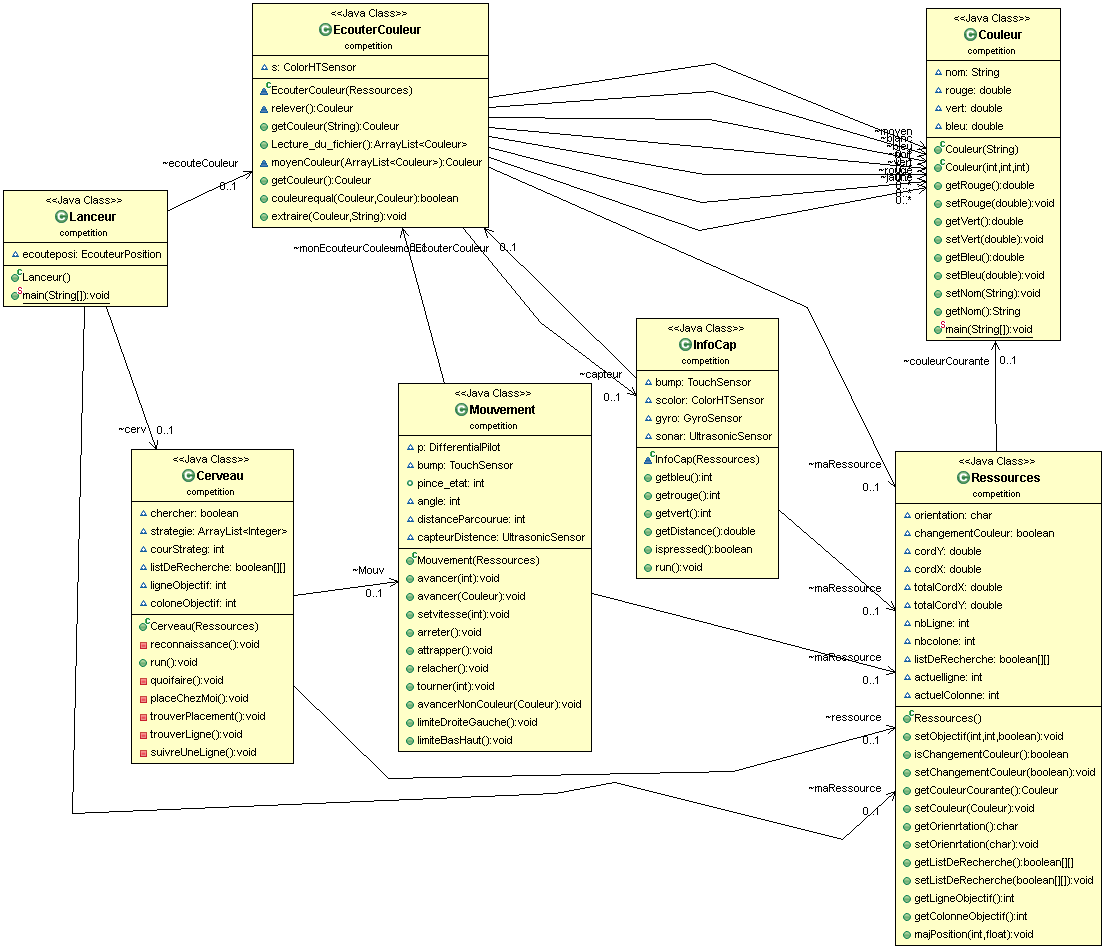 <<Java Class>>
EcouterCouleur
competition
s: ColorHTSensor
EcouterCouleur(Ressources)
relever():Couleur
getCouleur(String):Couleur
Lecture_du_fichier():ArrayList<Couleur>
moyenCouleur(ArrayList<Couleur>):Couleur
getCouleur():Couleur
couleurequal(Couleur,Couleur):boolean
extraire(Couleur,String):void
<<Java Class>>
Couleur
competition
nom: String
rouge: double
vert: double
bleu: double
Couleur(String)
Couleur(int,int,int)
getRouge():double
setRouge(double):void
getVert():double
setVert(double):void
getBleu():double
setBleu(double):void
setNom(String):void
getNom():String
main(String[]):void
~moyen
~blanc
~bleu
~rouge
~jaune
0..*
~ecouteCouleur
0..1
<<Java Class>>
Lanceur
competition
ecouteposi: EcouteurPosition
Lanceur()
main(String[]):void
~monEcouteurCouleur
~monEcouterCouleur
0..1
<<Java Class>>
InfoCap
competition
bump: TouchSensor
scolor: ColorHTSensor
gyro: GyroSensor
sonar: UltrasonicSensor
InfoCap(Ressources)
getbleu():int
getrouge():int
getvert():int
getDistance():double
ispressed():boolean
run():void
~capteur
0..1
~couleurCourante
0..1
<<Java Class>>
Mouvement
competition
p: DifferentialPilot
bump: TouchSensor
pince_etat: int
angle: int
distanceParcourue: int
capteurDistence: UltrasonicSensor
Mouvement(Ressources)
avancer(int):void
avancer(Couleur):void
setvitesse(int):void
arreter():void
attrapper():void
relacher():void
tourner(int):void
avancerNonCouleur(Couleur):void
limiteDroiteGauche():void
limiteBasHaut():void
~cerv
0..1
<<Java Class>>
Cerveau
competition
chercher: boolean
strategie: ArrayList<Integer>
courStrateg: int
listDeRecherche: boolean[][]
ligneObjectif: int
coloneObjectif: int
Cerveau(Ressources)
reconnaissance():void
run():void
quoifaire():void
placeChezMoi():void
trouverPlacement():void
trouverLigne():void
suivreUneLigne():void
~Mouv
0..1
~maRessource
0..1
~maRessource
0..1
~maRessource
0..1
~ressource
0..1
~maRessource
0..1
<<Java Class>>
Ressources
competition
orientation: char
changementCouleur: boolean
cordY: double
cordX: double
totalCordX: double
totalCordY: double
nbLigne: int
nbcolone: int
listDeRecherche: boolean[][]
actuelligne: int
actuelColonne: int
Ressources()
setObjectif(int,int,boolean):void
isChangementCouleur():boolean
setChangementCouleur(boolean):void
getCouleurCourante():Couleur
setCouleur(Couleur):void
getOrienrtation():char
setOrienrtation(char):void
getListDeRecherche():boolean[][]
setListDeRecherche(boolean[][]):void
getLigneObjectif():int
getColonneObjectif():int
majPosition(int,float):void